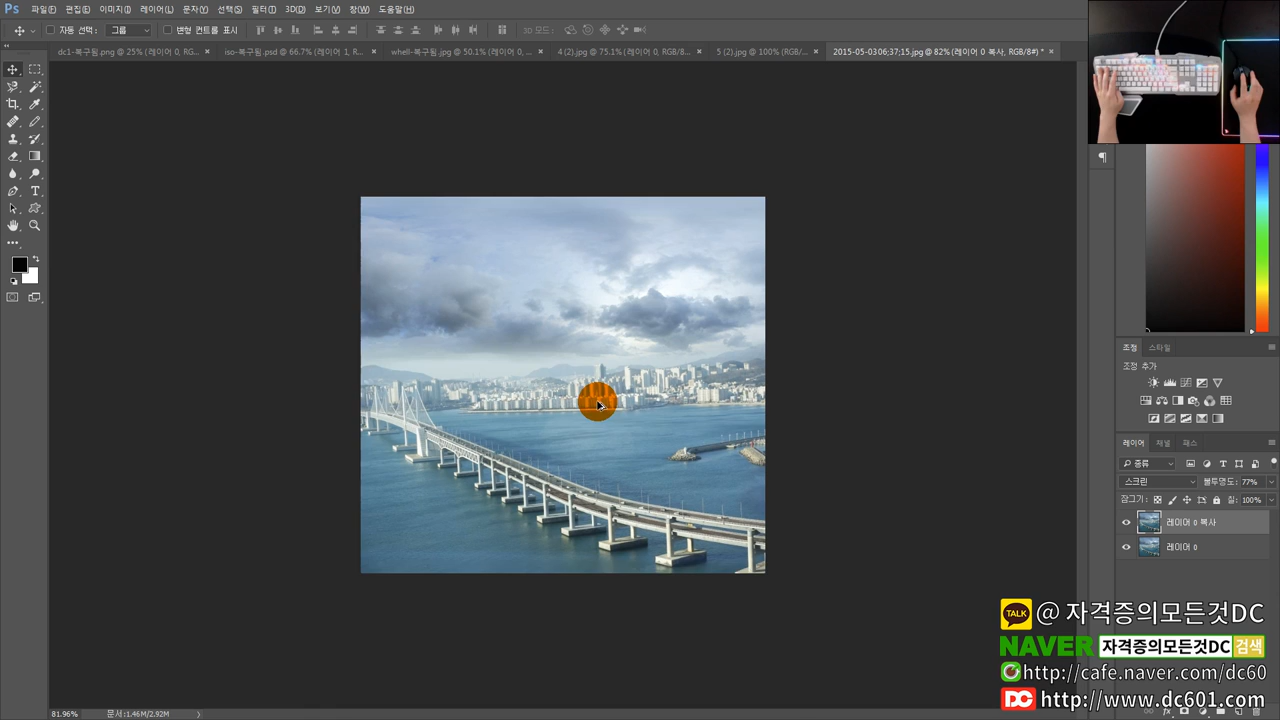 Ps 파일(F) 편집(E) 이미지(I) 레이어(L) 문자(Y) 선택(S) 필터(T) 3D(D) 보기(V) 창(W) 도움말(H)
자동 선택: 그룹 변형 컨트롤 표시 3D 모드:
dc1-복구됨.png @ 25% (레이어 0, RG... × iso-복구됨.psd @ 66.7% (레이어 1, R... × whell-복구됨.jpg @ 50.1% (레이어 0, ... × 4 (2).jpg @ 75.1% (레이어 0, RGB/8... × 5 (2).jpg @ 100% (RGB/... × 2015-05-03 06;37;15.jpg @ 82% (레이어 0 복사, RGB/8#) * ×
조정 스타일
조정 추가
레이어 채널 패스
종류
스크린 불투명도: 77%
잠그기: 칠: 100%
레이어 0 복사
레이어 0
TALK @ 자격증의모든것DC
NAVER 자격증의모든것DC 검색
http://cafe.naver.com/dc60
DC http://www.dc601.com
81.96% 문서:1.46M/2.92M